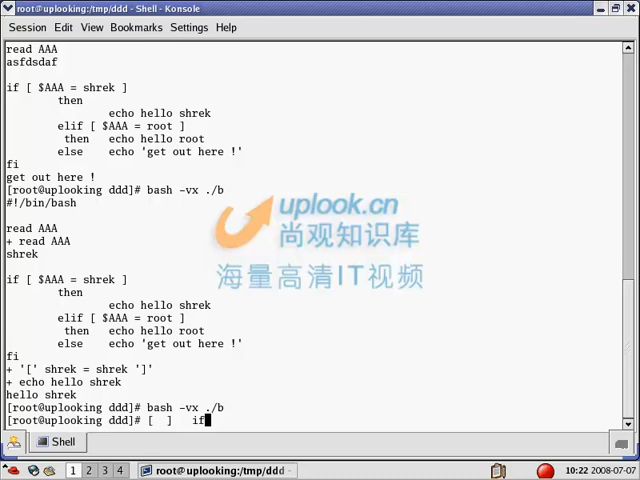 root@uplooking:/tmp/ddd - Shell - Konsole
Session Edit View Bookmarks Settings Help
read AAA
asfdsdaf
if [ $AAA = shrek ]
then
echo hello shrek
elif [ $AAA = root ]
then echo hello root
else echo 'get out here !'
fi
get out here !
[root@uplooking ddd]# bash -vx ./b
#!/bin/bash
read AAA
+ read AAA
shrek
if [ $AAA = shrek ]
then
echo hello shrek
elif [ $AAA = root ]
then echo hello root
else echo 'get out here !'
fi
+ '[' shrek = shrek ']'
+ echo hello shrek
hello shrek
[root@uplooking ddd]# bash -vx ./b
[root@uplooking ddd]# [ ] if
uplook.cn
尚观知识库
海量高清IT视频
Shell
1 2 3 4 root@uplooking:/tmp/ddd - 10:22 2008-07-07